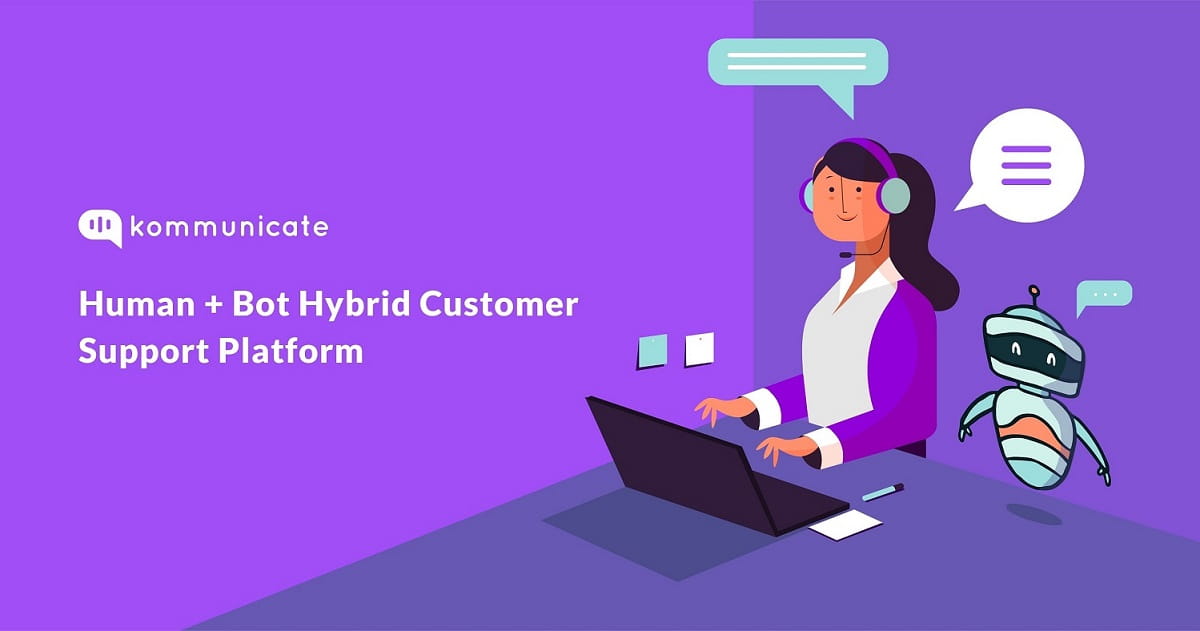 kommunicate
Human + Bot Hybrid Customer
Support Platform